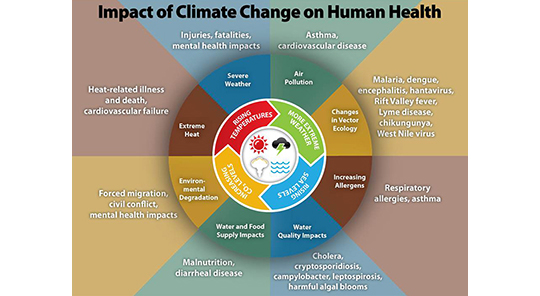 Impact of Climate Change on Human Health
Injuries, fatalities,
mental health impacts
Asthma,
cardiovascular disease
Heat-related illness
and death,
cardiovascular failure
Malaria, dengue,
encephalitis, hantavirus,
Rift Valley fever,
Lyme disease,
chikungunya,
West Nile virus
Severe
Weather
Air
Pollution
Extreme
Heat
Changes
in Vector
Ecology
RISING
TEMPERATURES
MORE EXTREME
WEATHER
INCREASING
CO2 LEVELS
RISING
SEA LEVELS
Environ-
mental
Degradation
Increasing
Allergens
Water and Food
Supply Impacts
Water
Quality Impacts
Forced migration,
civil conflict,
mental health impacts
Respiratory
allergies, asthma
Malnutrition,
diarrheal disease
Cholera,
cryptosporidiosis,
campylobacter, leptospirosis,
harmful algal blooms